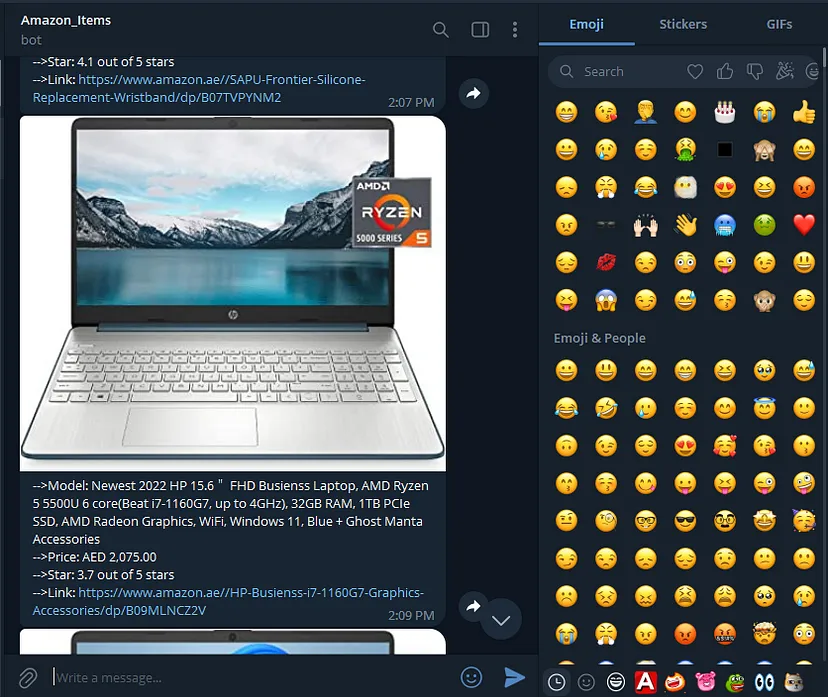 Amazon_Items
bot
-->Star: 4.1 out of 5 stars
-->Link: https://www.amazon.ae//SAPU-Frontier-Silicone-
Replacement-Wristband/dp/B07TVPYNM2
2:07 PM
AMD
RYZEN
5000 SERIES 5
hp
-->Model: Newest 2022 HP 15.6＂ FHD Busienss Laptop, AMD Ryzen
5 5500U 6 core(Beat i7-1160G7, up to 4GHz), 32GB RAM, 1TB PCIe
SSD, AMD Radeon Graphics, WiFi, Windows 11, Blue + Ghost Manta
Accessories
-->Price: AED 2,075.00
-->Star: 3.7 out of 5 stars
-->Link: https://www.amazon.ae//HP-Busienss-i7-1160G7-Graphics-
Accessories/dp/B09MLNCZ2V
2:09 PM
Write a message...
Emoji Stickers GIFs
Search
Emoji & People
A